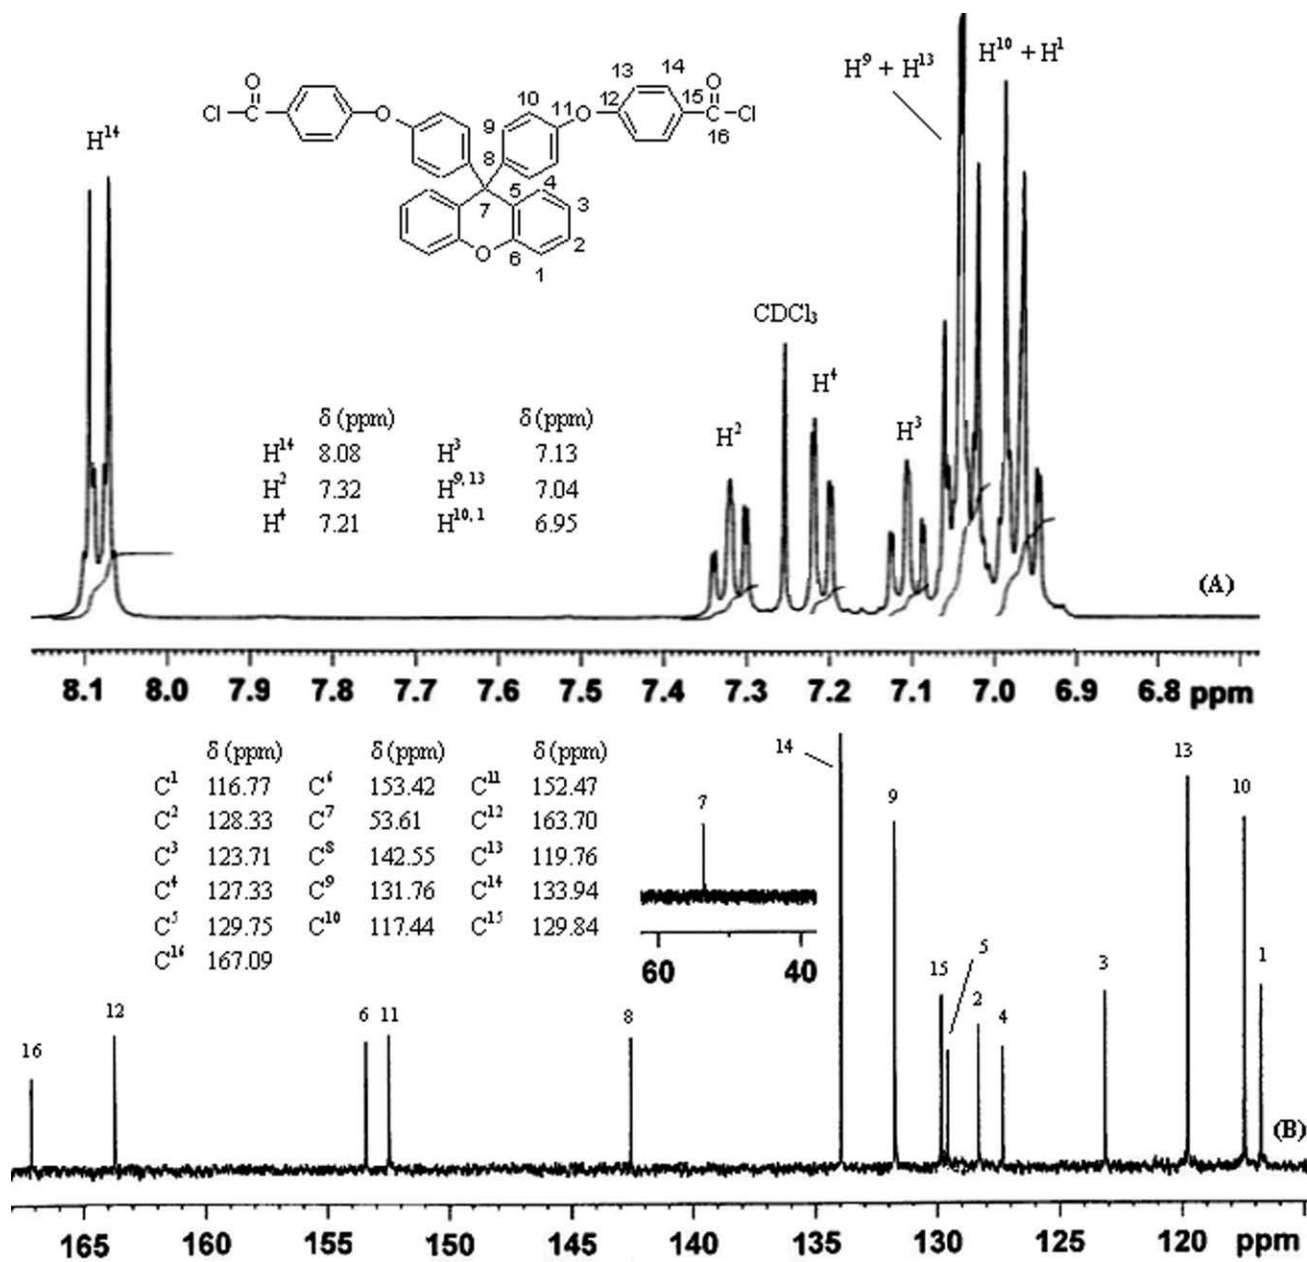 H¹⁴
H⁹ + H¹³
H¹⁰ + H¹
O
Cl
O
O
13
14
15
O
Cl
16
12
11
10
9
8
7
5
4
3
2
1
6
O
CDCl₃
H²
H⁴
H³
δ (ppm) δ (ppm)
H¹⁴ 8.08 H³ 7.13
H² 7.32 H⁹,¹³ 7.04
H⁴ 7.21 H¹⁰,¹ 6.95
(A)
8.1 8.0 7.9 7.8 7.7 7.6 7.5 7.4 7.3 7.2 7.1 7.0 6.9 6.8 ppm
δ (ppm) δ (ppm) δ (ppm)
C¹ 116.77 C⁶ 153.42 C¹¹ 152.47
C² 128.33 C⁷ 53.61 C¹² 163.70
C³ 123.71 C⁸ 142.55 C¹³ 119.76
C⁴ 127.33 C⁹ 131.76 C¹⁴ 133.94
C⁵ 129.75 C¹⁰ 117.44 C¹⁵ 129.84
C¹⁶ 167.09
7
60 40
16 12 6 11 8 14 9 15 5 2 4 3 13 10 1
(B)
165 160 155 150 145 140 135 130 125 120 ppm